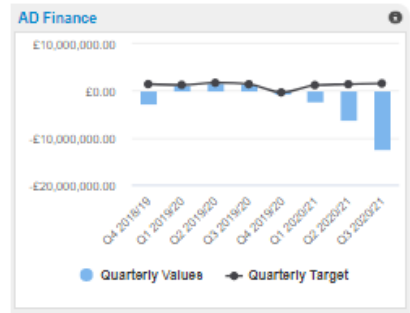 AD Finance
£10,000,000.00
£0.00
-£10,000,000.00
-£20,000,000.00
Q4 2018/19
Q1 2019/20
Q2 2019/20
Q3 2019/20
Q4 2019/20
Q1 2020/21
Q2 2020/21
Q3 2020/21
Quarterly Values
Quarterly Target